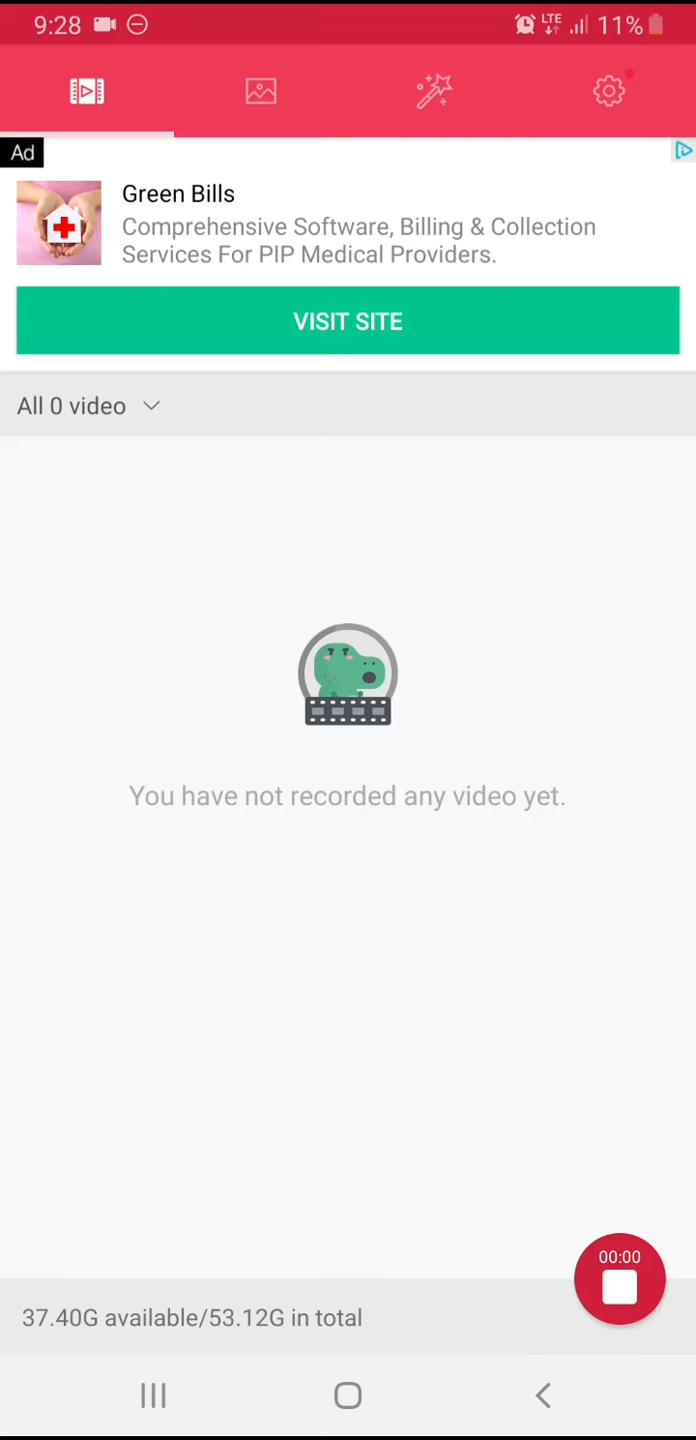 9:28
LTE
11%
Ad
Green Bills
Comprehensive Software, Billing & Collection
Services For PIP Medical Providers.
VISIT SITE
All 0 video
You have not recorded any video yet.
00:00
37.40G available/53.12G in total